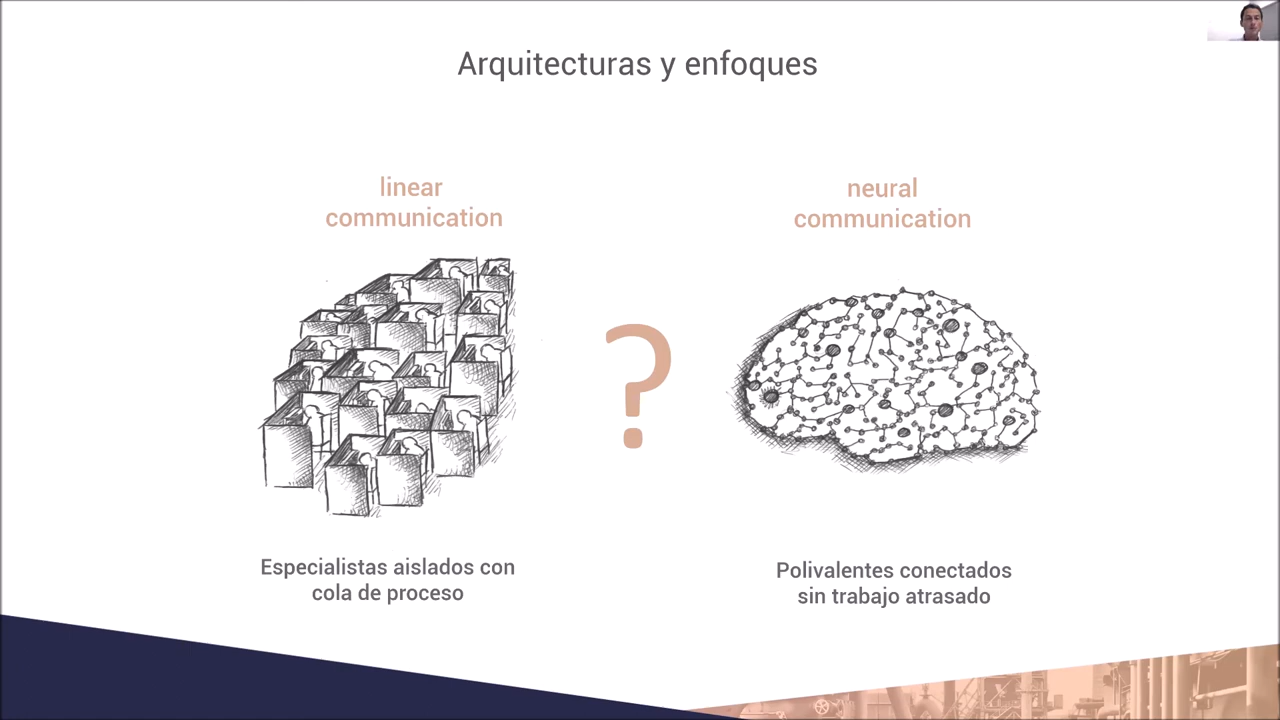 Arquitecturas y enfoques
linear
communication
neural
communication
?
Especialistas aislados con
cola de proceso
Polivalentes conectados
sin trabajo atrasado